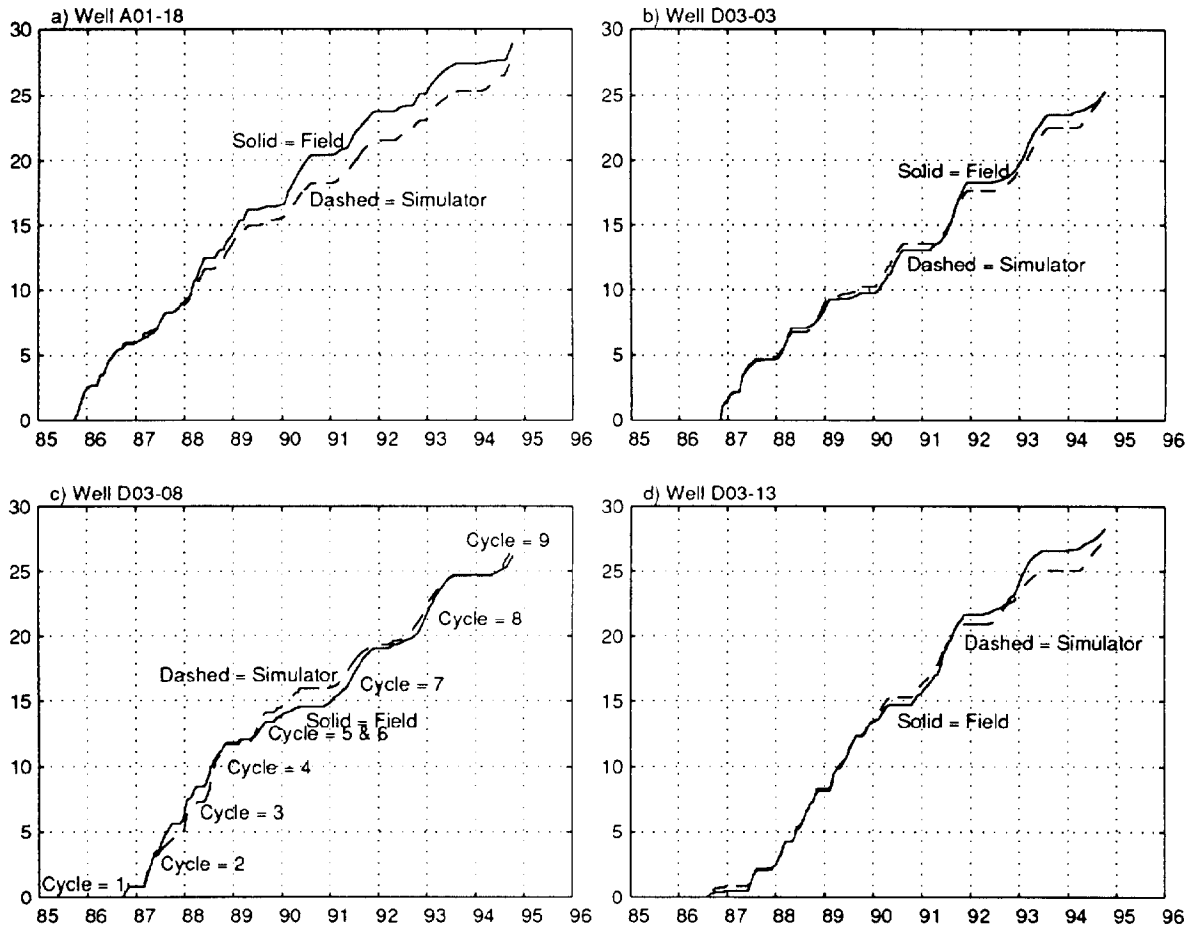 a) Well A01-18
30
25
20
15
10
5
0
85 86 87 88 89 90 91 92 93 94 95 96
Solid = Field
Dashed = Simulator
b) Well D03-03
30
25
20
15
10
5
0
85 86 87 88 89 90 91 92 93 94 95 96
Solid = Field
Dashed = Simulator
c) Well D03-08
30
25
20
15
10
5
0
85 86 87 88 89 90 91 92 93 94 95 96
Cycle = 9
Cycle = 8
Dashed = Simulator
Cycle = 7
Solid = Field
Cycle = 5 & 6
Cycle = 4
Cycle = 3
Cycle = 2
Cycle = 1
d) Well D03-13
30
25
20
15
10
5
0
85 86 87 88 89 90 91 92 93 94 95 96
Dashed = Simulator
Solid = Field